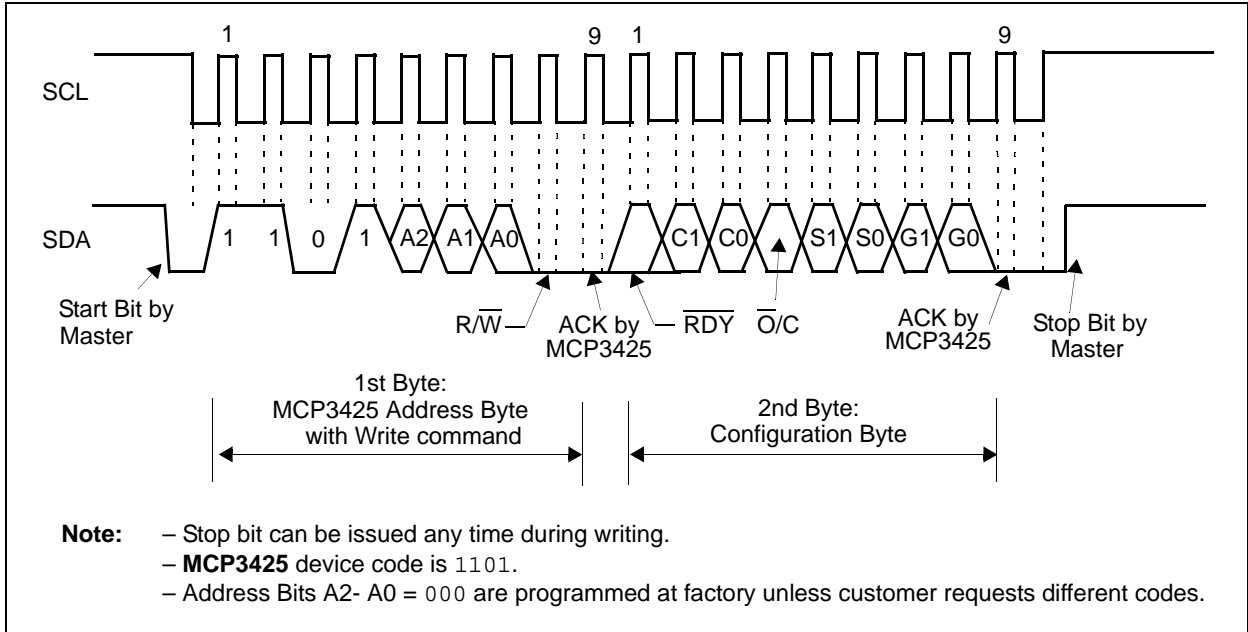 1 9 1 9
SCL
SDA
1 1 0 1 A2 A1 A0 C1 C0 S1 S0 G1 G0
Start Bit by
Master
R/W̅
ACK by
MCP3425
R̅D̅Y̅
O̅/C
ACK by
MCP3425
Stop Bit by
Master
1st Byte:
MCP3425 Address Byte
with Write command
2nd Byte:
Configuration Byte
Note: – Stop bit can be issued any time during writing.
– MCP3425 device code is 1101.
– Address Bits A2- A0 = 000 are programmed at factory unless customer requests different codes.